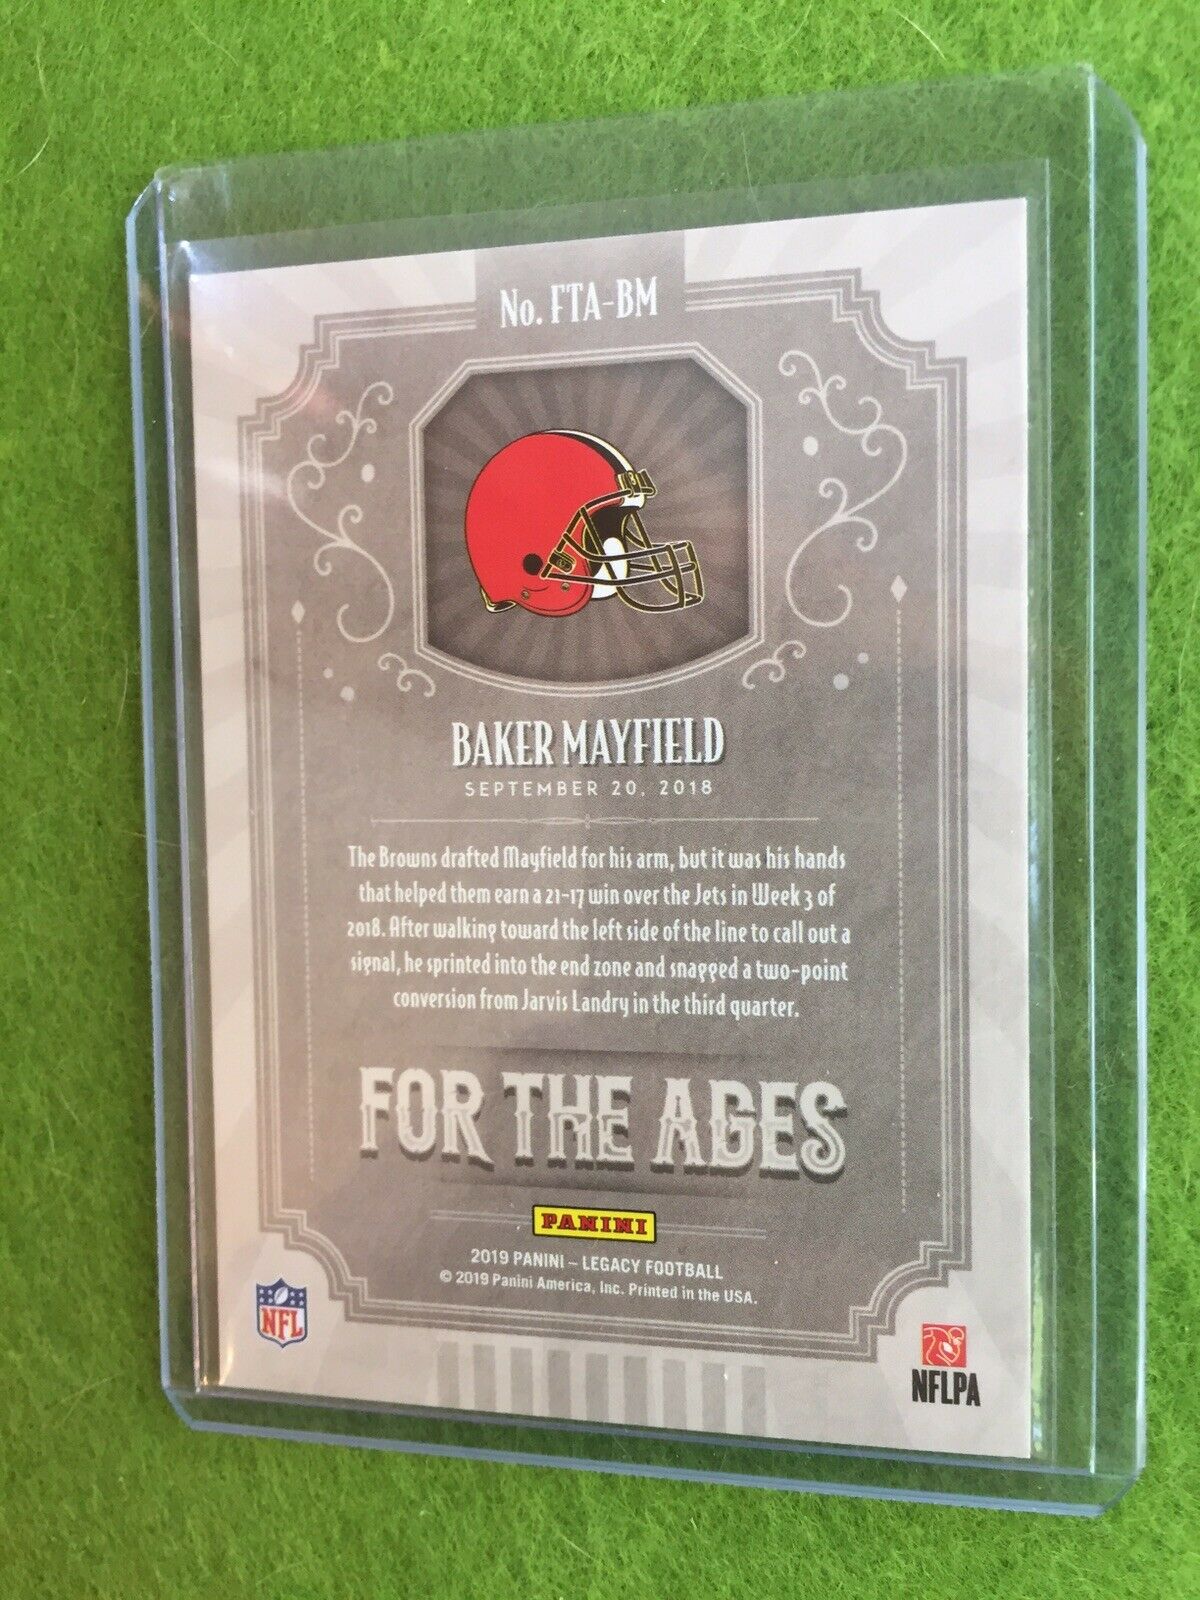 No. FTA-BM
BAKER MAYFIELD
SEPTEMBER 20, 2018
The Browns drafted Mayfield for his arm, but it was his hands
that helped them earn a 21-17 win over the Jets in Week 3 of
2018. After walking toward the left side of the line to call out a
signal, he sprinted into the end zone and snagged a two-point
conversion from Jarvis Landry in the third quarter.
FOR THE AGES
PANINI
2019 PANINI – LEGACY FOOTBALL
© 2019 Panini America, Inc. Printed in the USA.
NFL
NFLPA